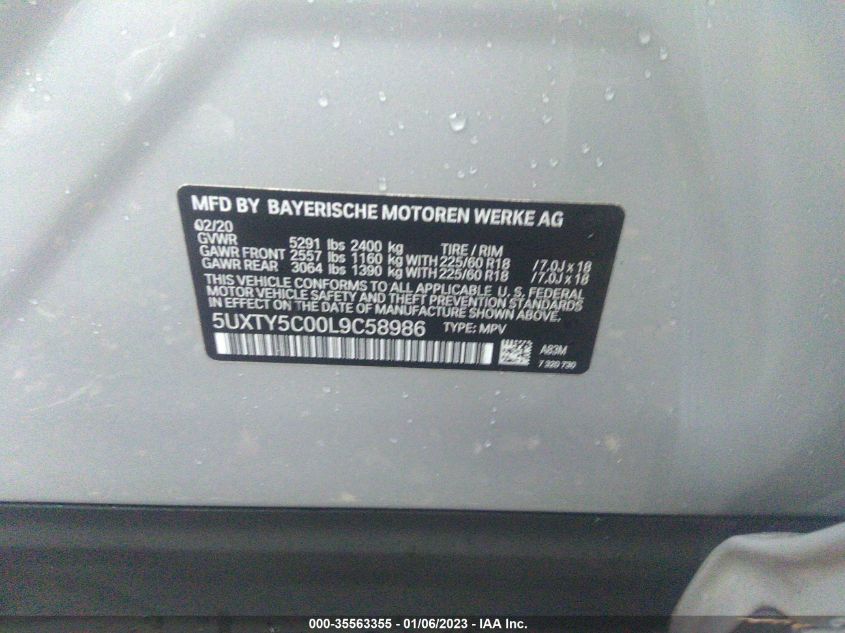 MFD BY BAYERISCHE MOTOREN WERKE AG
02/20
GVWR 5291 lbs 2400 kg TIRE / RIM
GAWR FRONT 2557 lbs 1160 kg WITH 225/60 R18 /7.0J x 18
GAWR REAR 3064 lbs 1390 kg WITH 225/60 R18 /7.0J x 18
THIS VEHICLE CONFORMS TO ALL APPLICABLE U. S. FEDERAL
MOTOR VEHICLE SAFETY AND THEFT PREVENTION STANDARDS
IN EFFECT ON THE DATE OF MANUFACTURE SHOWN ABOVE.
5UXTY5C00L9C58986 TYPE: MPV
A83M
7 320 730
000-35563355 - 01/06/2023 - IAA Inc.